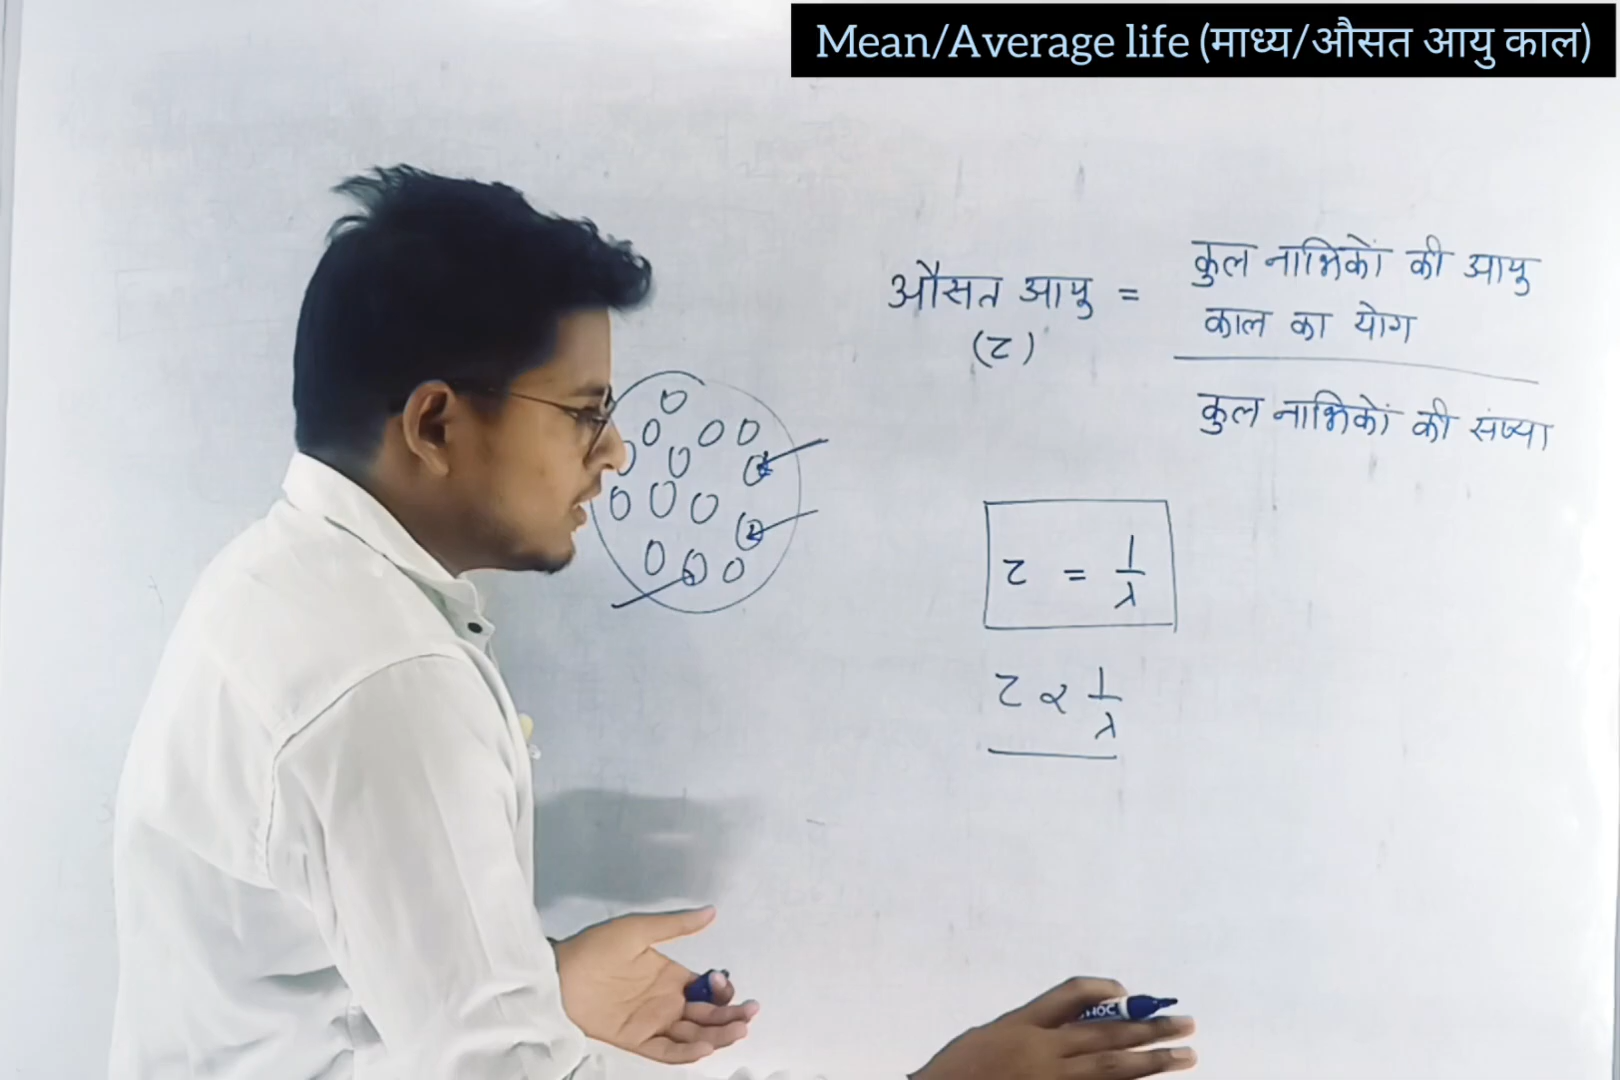 Mean/Average life (माध्य/औसत आयु काल)
औसत आयु = कुल नाभिकों की आयु
काल का योग
(τ)
कुल नाभिकों की संख्या
τ = 1/λ
τ ∝ 1/λ